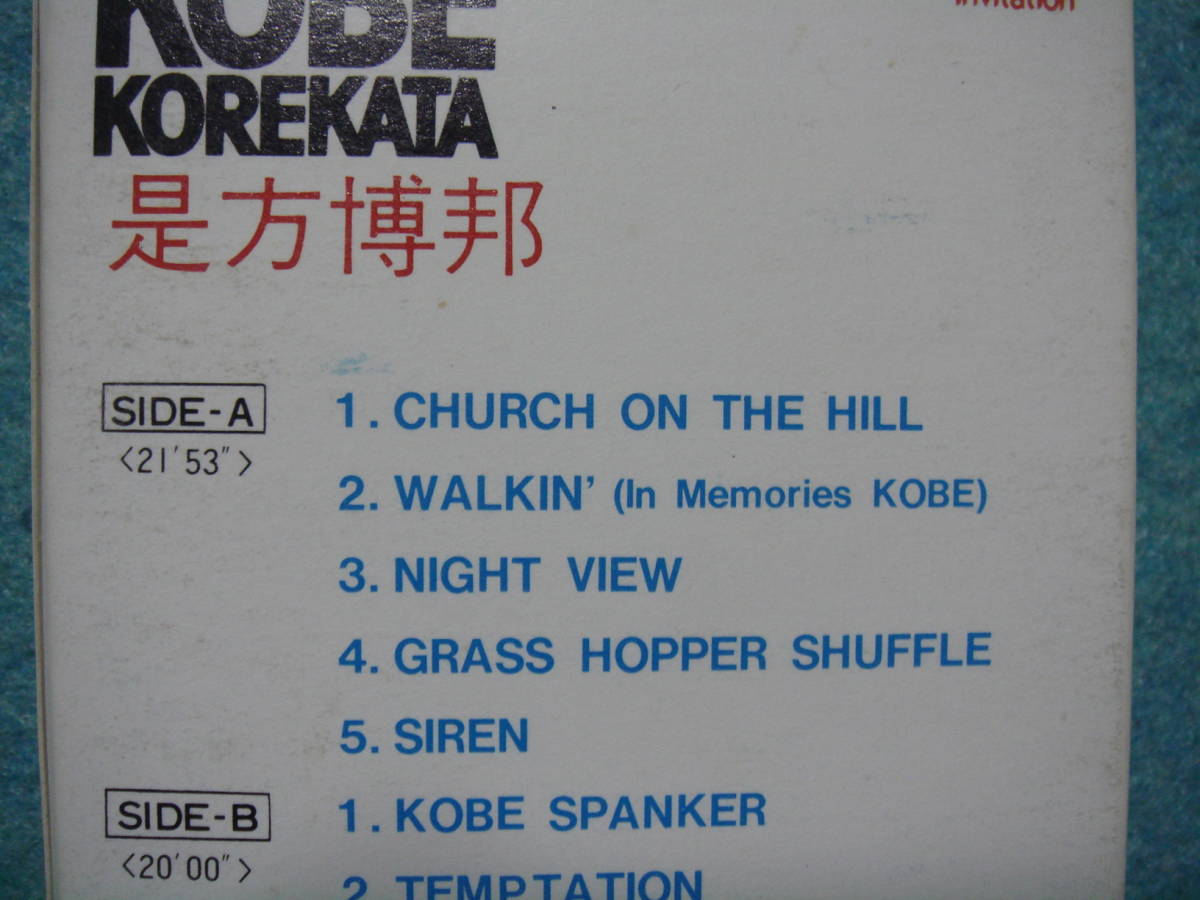 Invitation
KOBE
KOREKATA
是方博邦
SIDE-A
<21'53">
1. CHURCH ON THE HILL
2. WALKIN' (In Memories KOBE)
3. NIGHT VIEW
4. GRASS HOPPER SHUFFLE
5. SIREN
SIDE-B
<20'00">
1. KOBE SPANKER
2. TEMPTATION